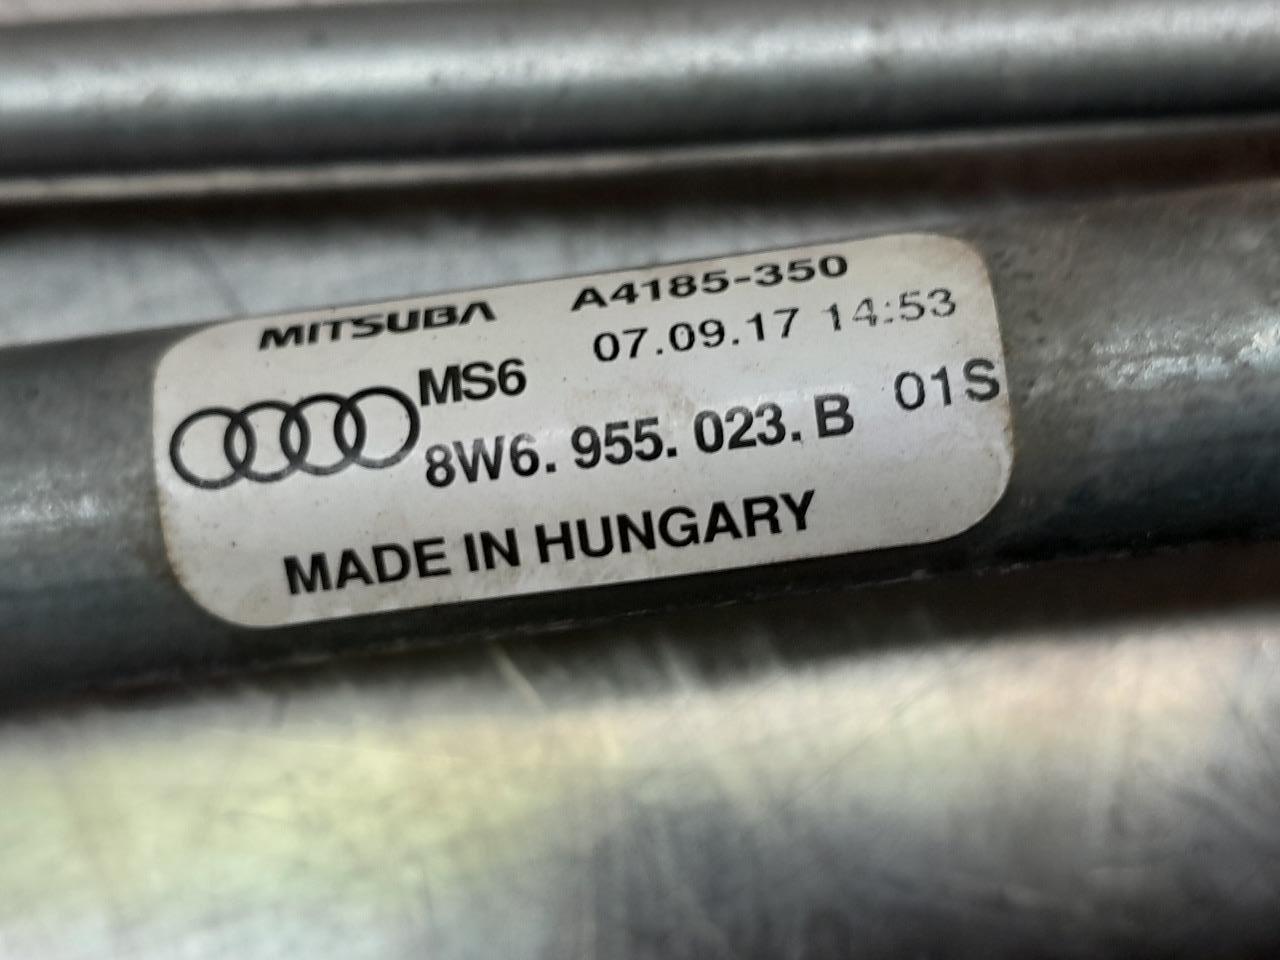 MITSUBA A4185-350
07.09.17 14:53
MS6
8W6. 955. 023. B 01S
MADE IN HUNGARY